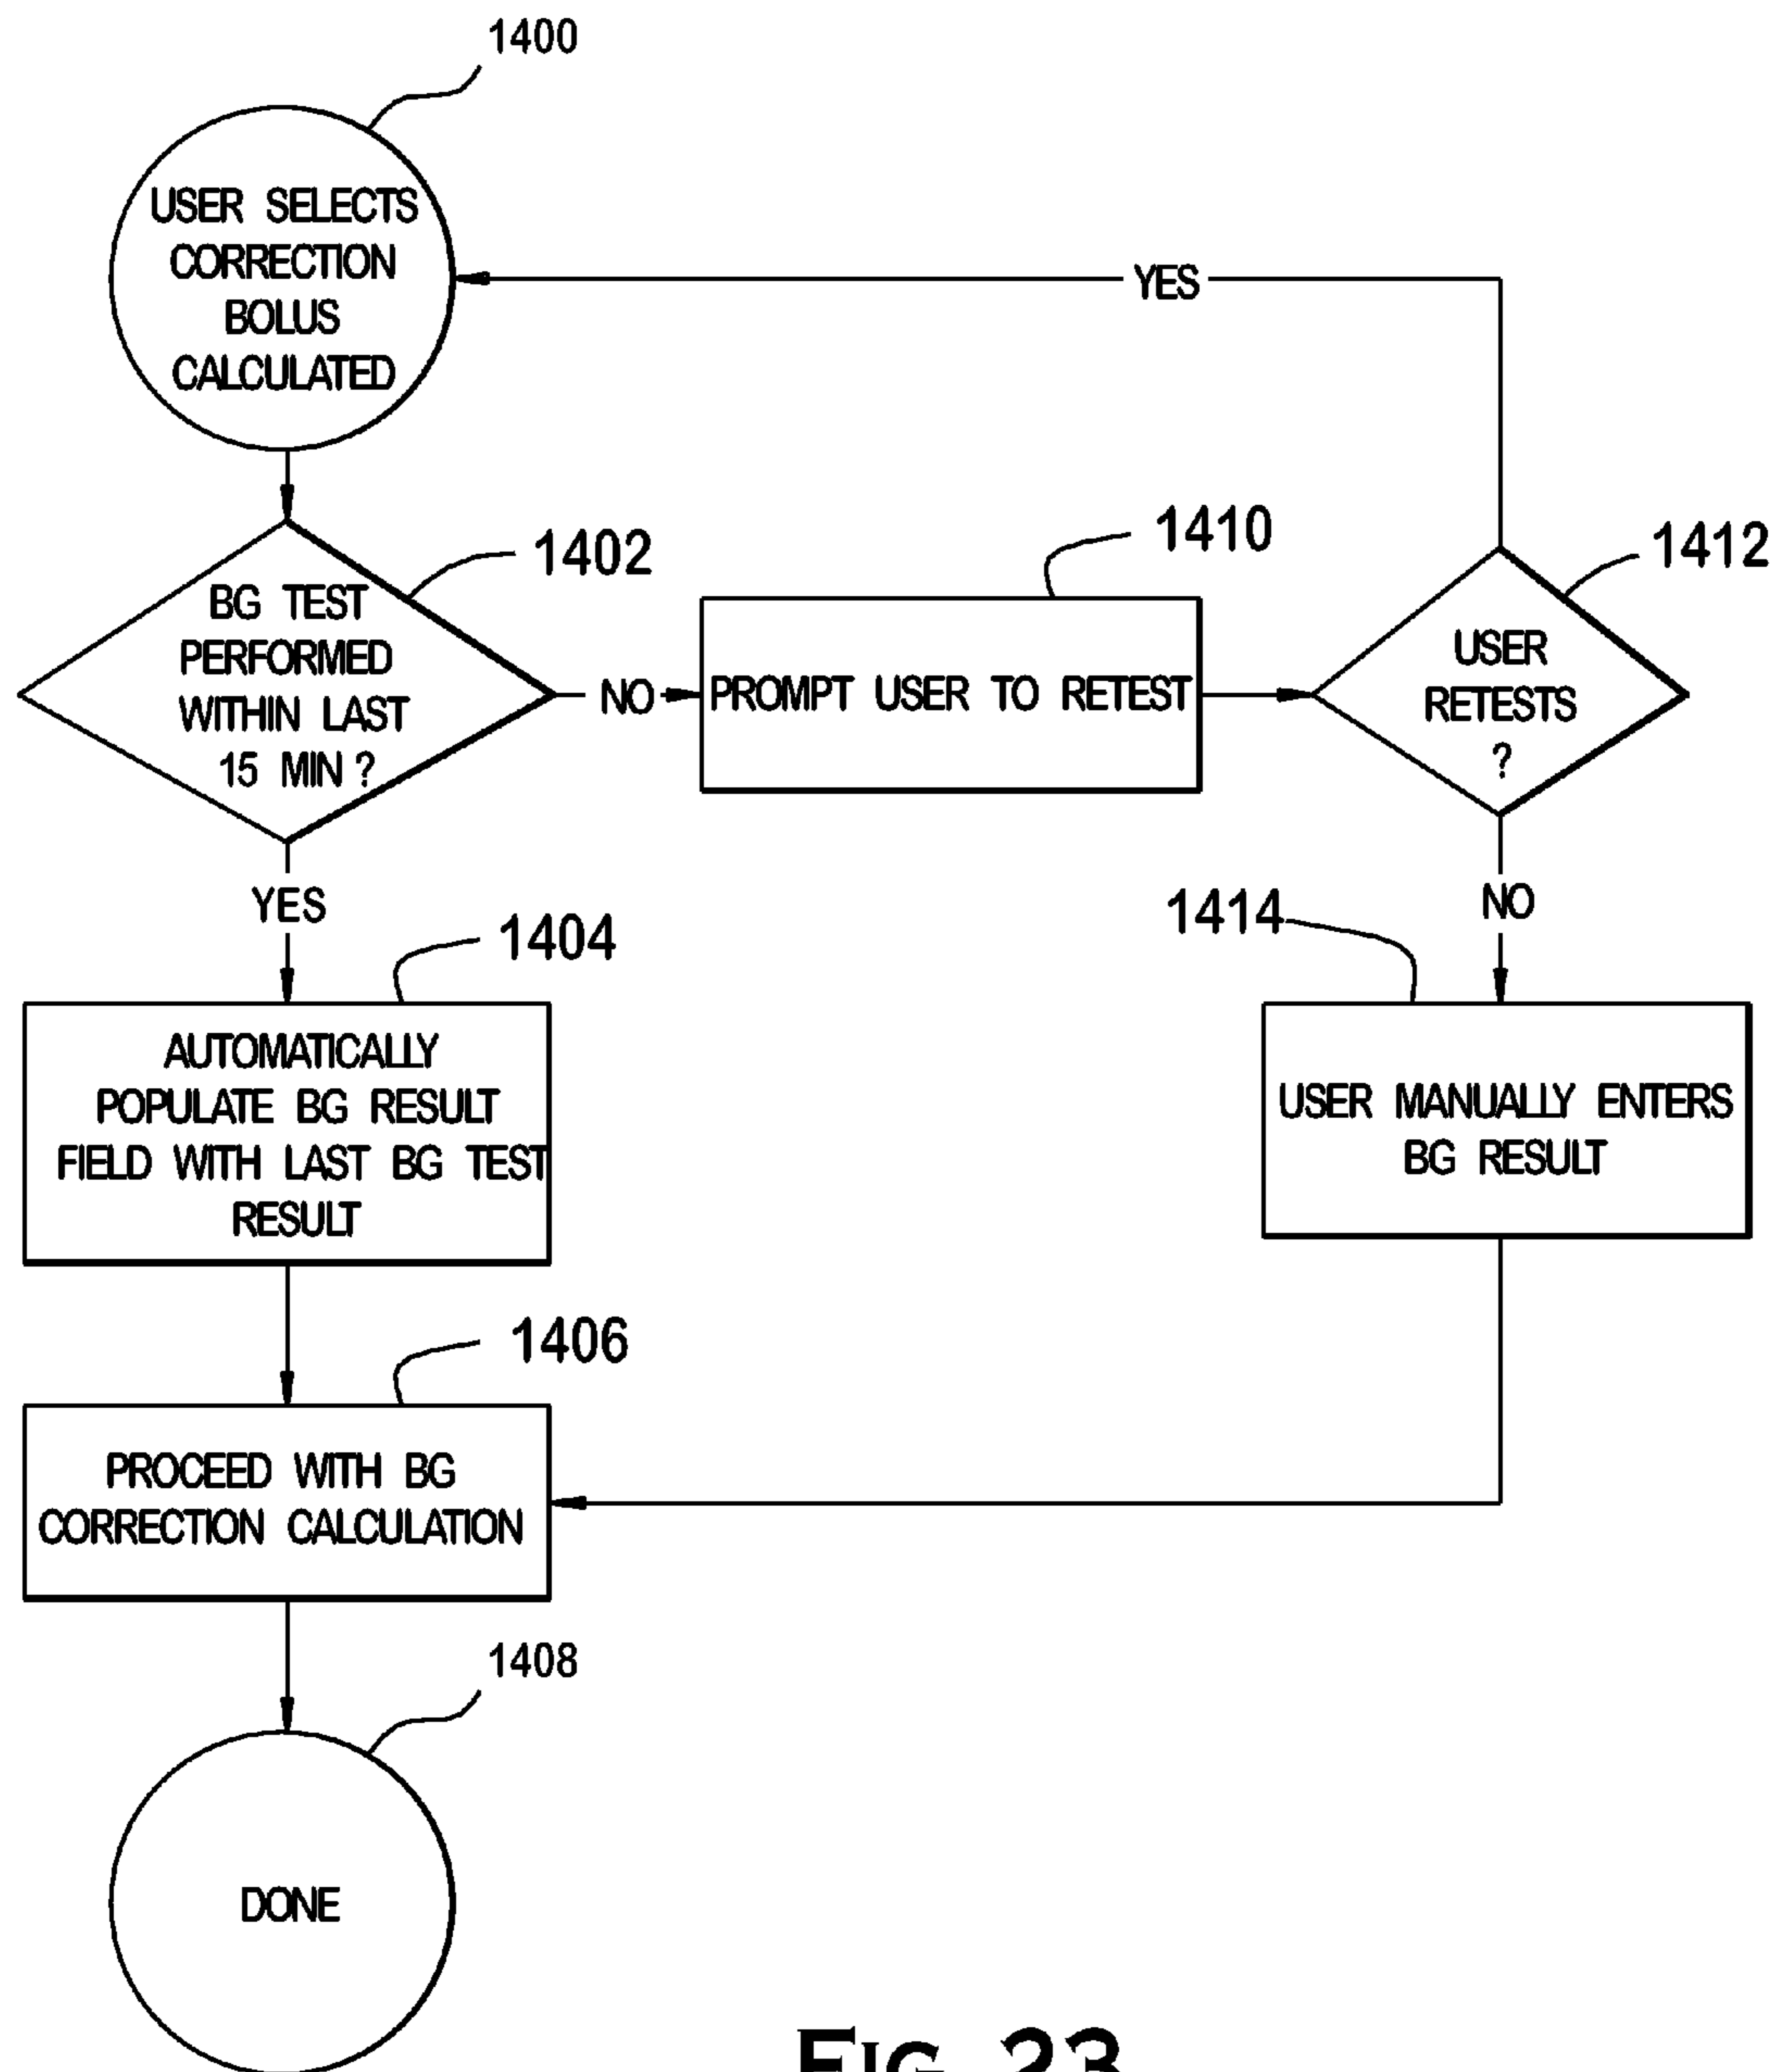 1400
USER SELECTS
CORRECTION
BOLUS
CALCULATED
YES
1402
BG TEST
PERFORMED
WITHIN LAST
15 MIN ?
NO
1410
PROMPT USER TO RETEST
1412
USER
RETESTS
?
YES
1404
AUTOMATICALLY
POPULATE BG RESULT
FIELD WITH LAST BG TEST
RESULT
NO
1414
USER MANUALLY ENTERS
BG RESULT
1406
PROCEED WITH BG
CORRECTION CALCULATION
1408
DONE
FIG. 23